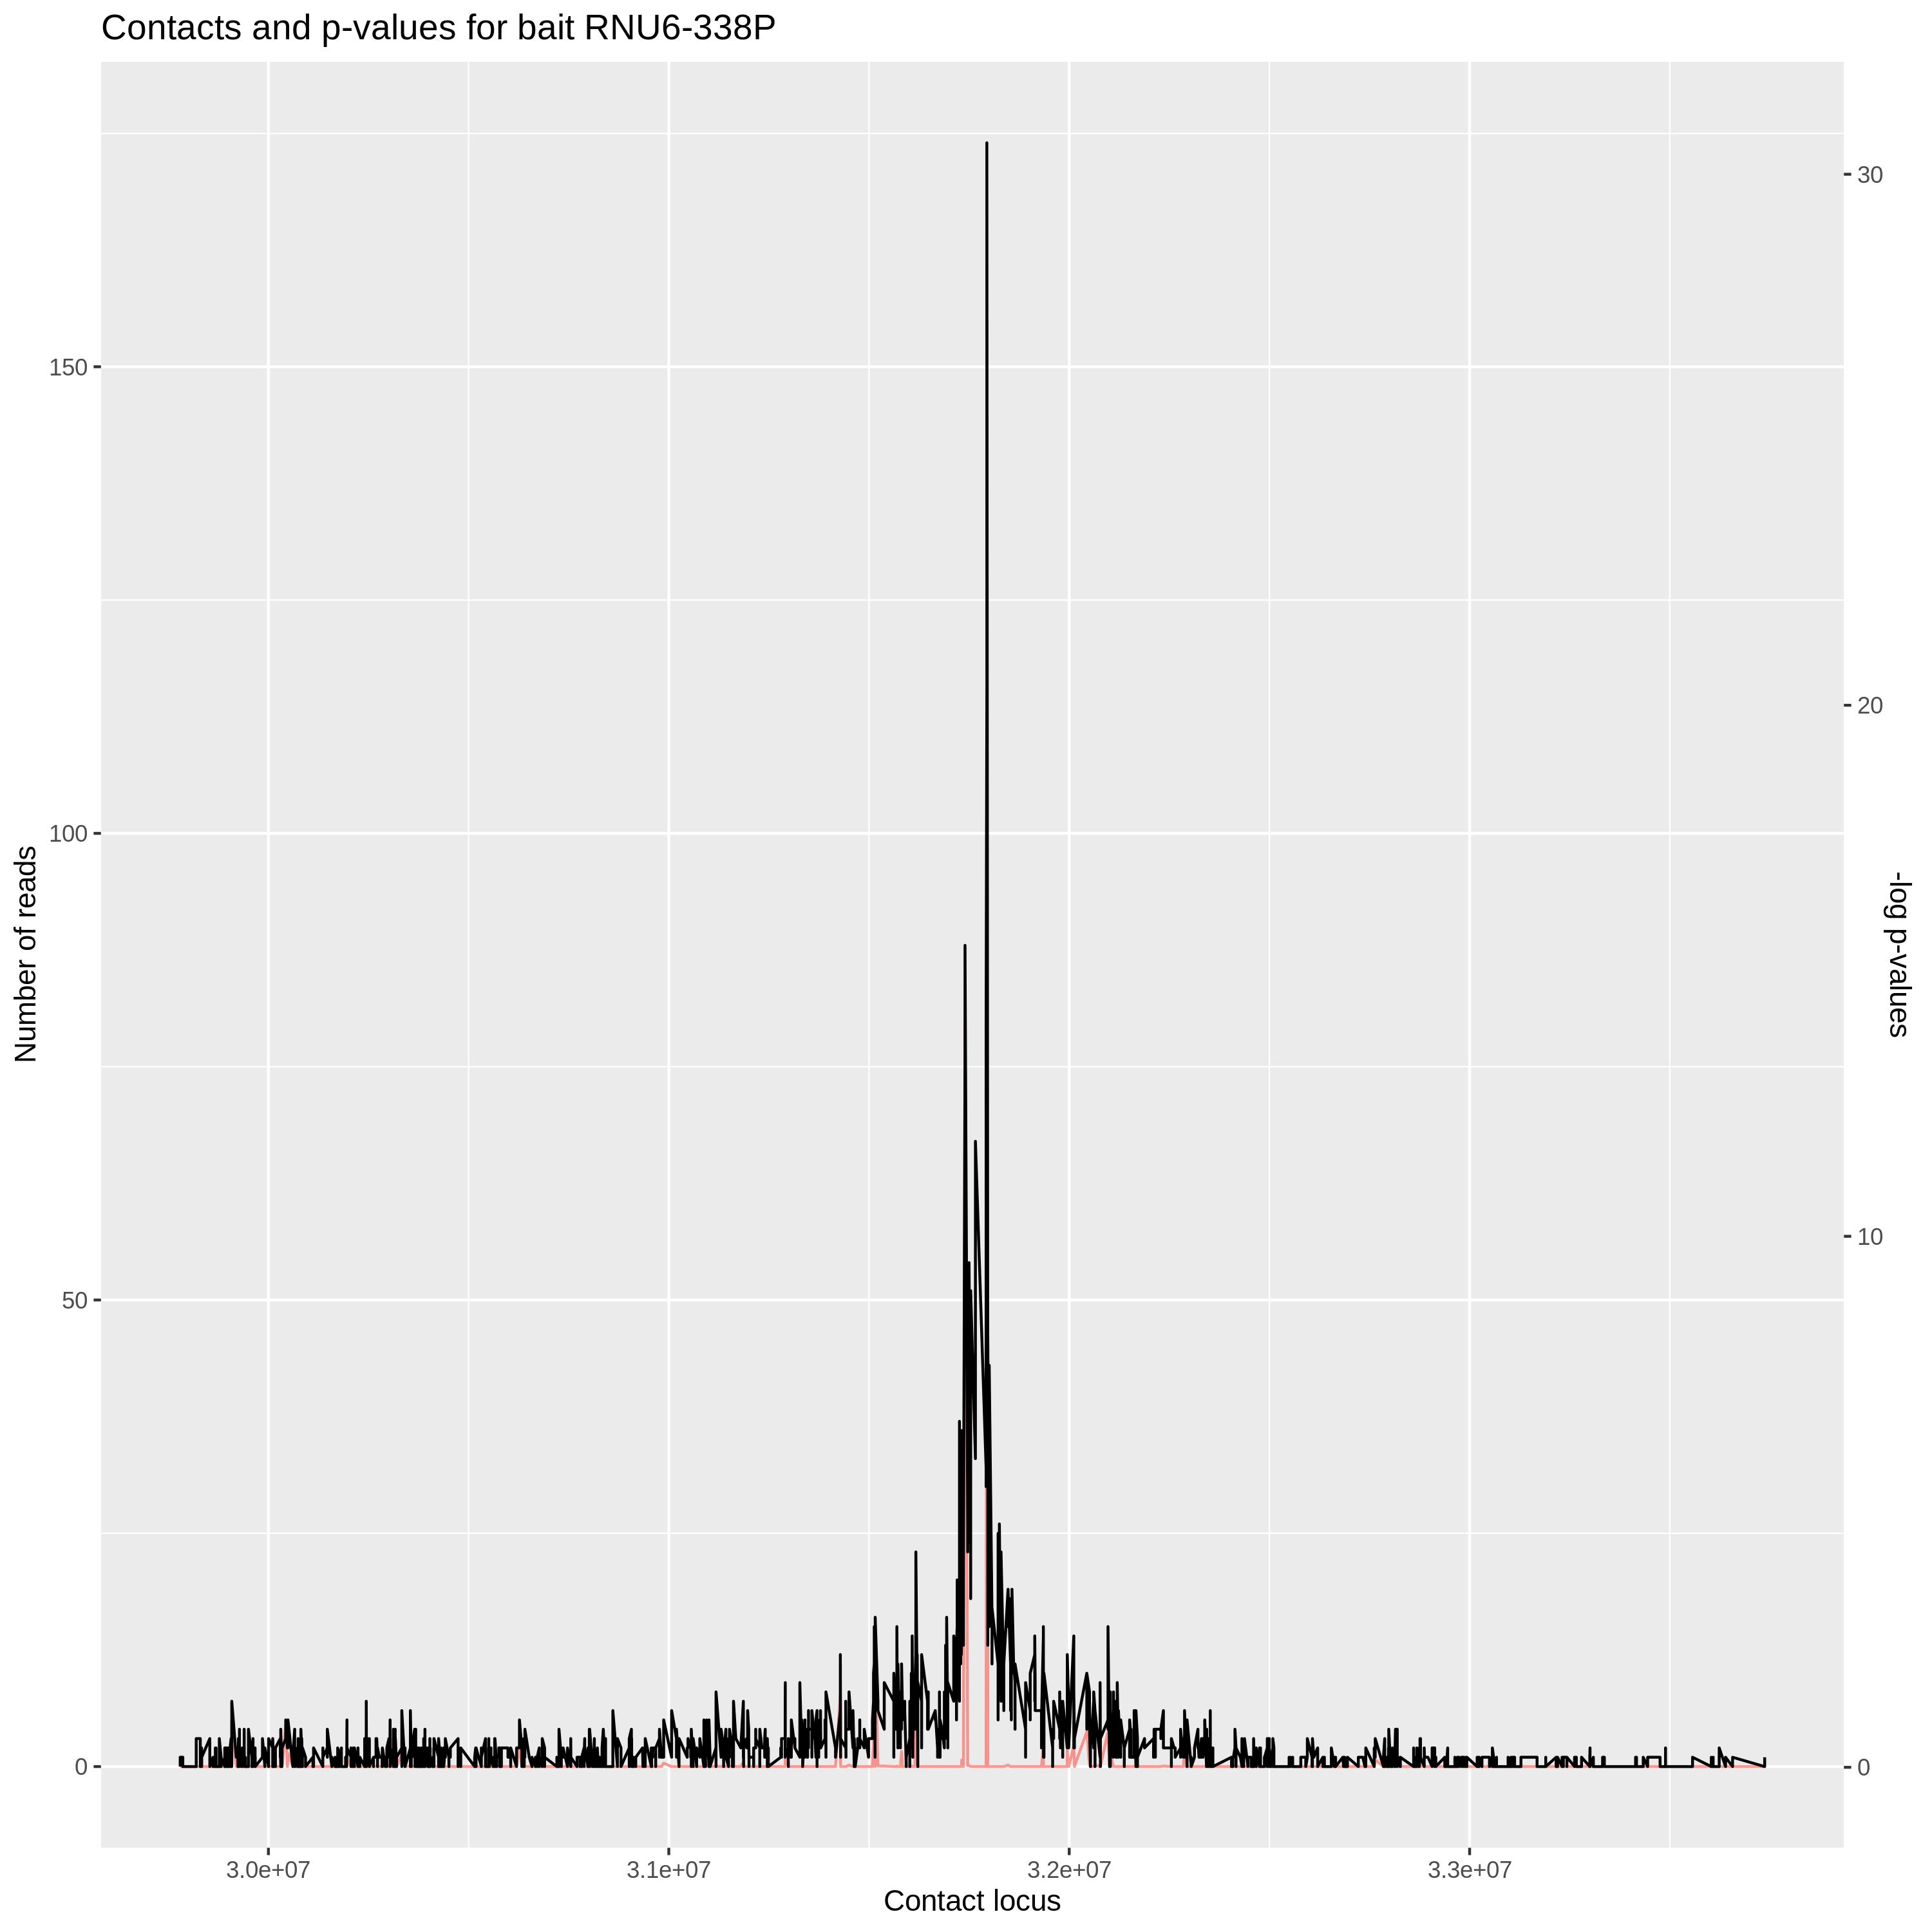 Contacts and p-values for bait RNU6-338P
150
100
50
0
Number of reads
30
20
10
0
-log p-values
3.0e+07 3.1e+07 3.2e+07 3.3e+07
Contact locus